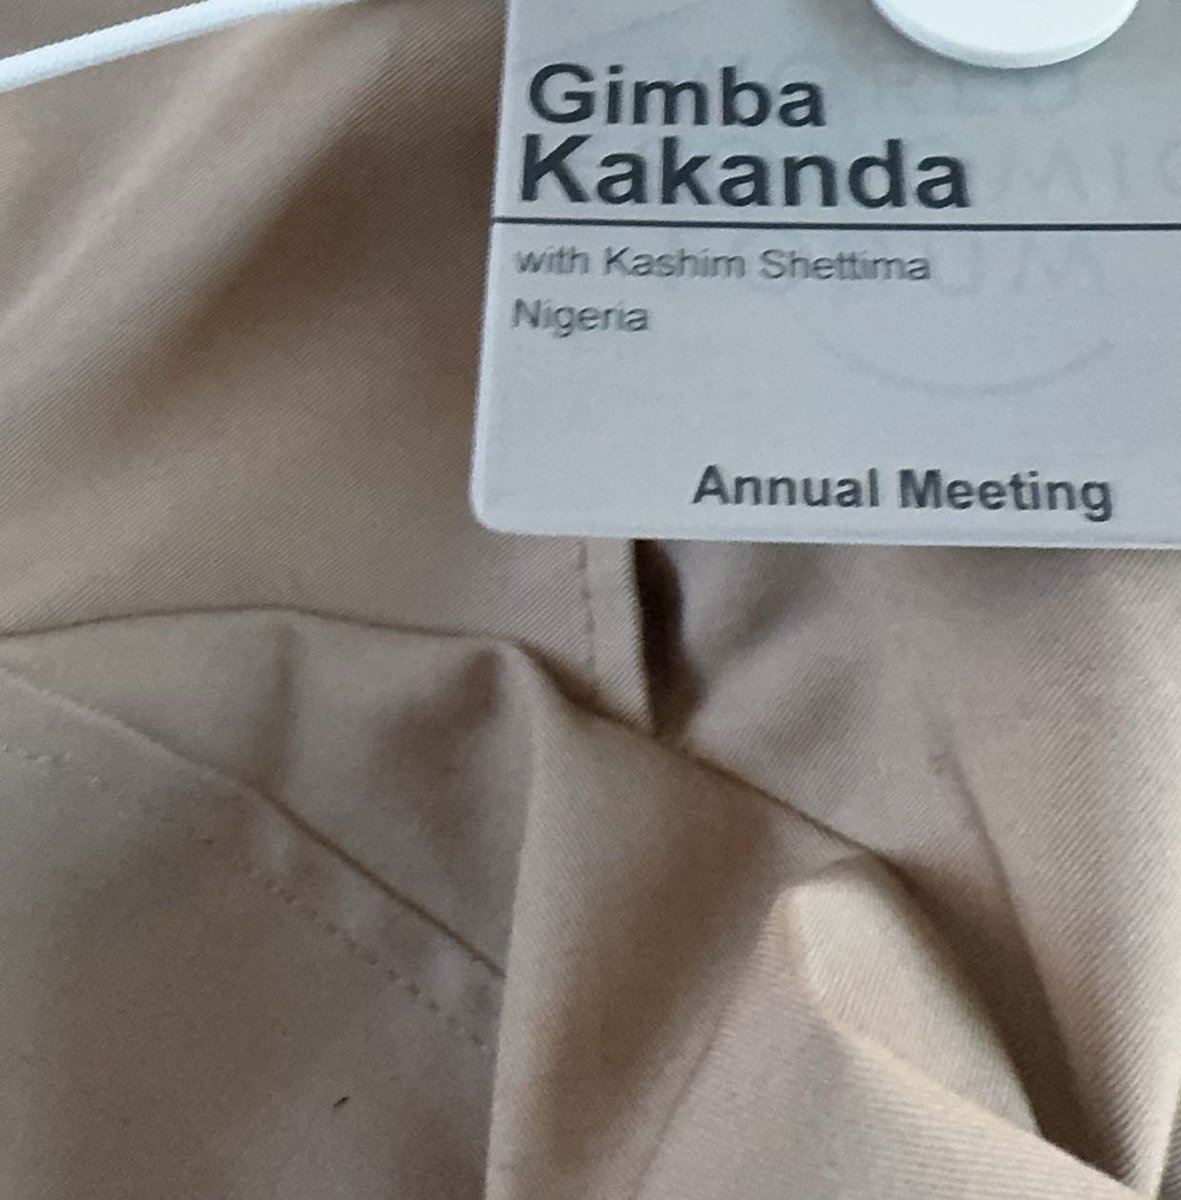 Gimba
Kakanda
with Kashim Shettima
Nigeria
Annual Meeting